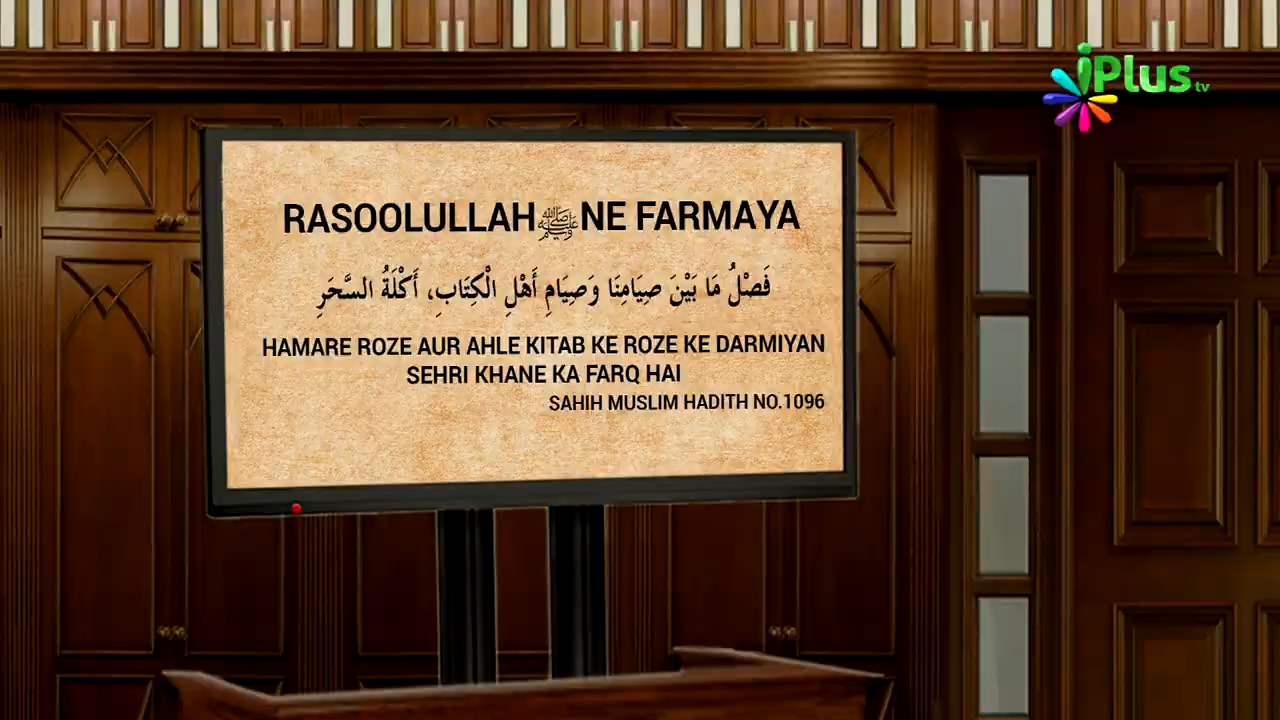 iPlus tv
RASOOLULLAH ﷺ NE FARMAYA
فَصْلُ مَا بَيْنَ صِيَامِنَا وَصِيَامِ أَهْلِ الْكِتَابِ، أَكْلَةُ السَّحَرِ
HAMARE ROZE AUR AHLE KITAB KE ROZE KE DARMIYAN
SEHRI KHANE KA FARQ HAI
SAHIH MUSLIM HADITH NO.1096